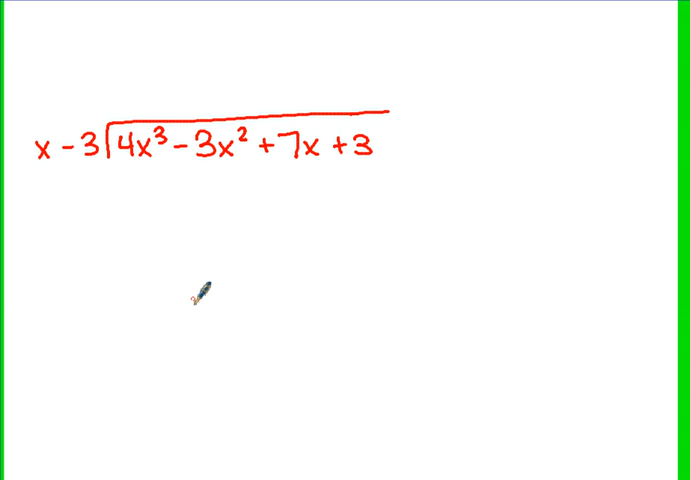 x - 3 ⟌ 4x³ - 3x² + 7x + 3